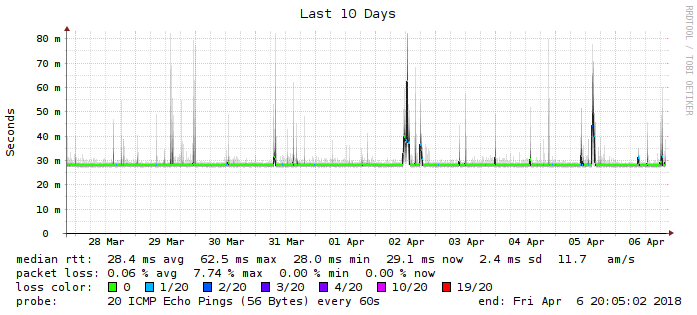 Last 10 Days
RRDTOOL / TOBI OETIKER
Seconds
80 m
70 m
60 m
50 m
40 m
30 m
20 m
10 m
0
28 Mar 29 Mar 30 Mar 31 Mar 01 Apr 02 Apr 03 Apr 04 Apr 05 Apr 06 Apr
median rtt: 28.4 ms avg 62.5 ms max 28.0 ms min 29.1 ms now 2.4 ms sd 11.7 am/s
packet loss: 0.06 % avg 7.74 % max 0.00 % min 0.00 % now
loss color: 0 1/20 2/20 3/20 4/20 10/20 19/20
probe: 20 ICMP Echo Pings (56 Bytes) every 60s end: Fri Apr 6 20:05:02 2018